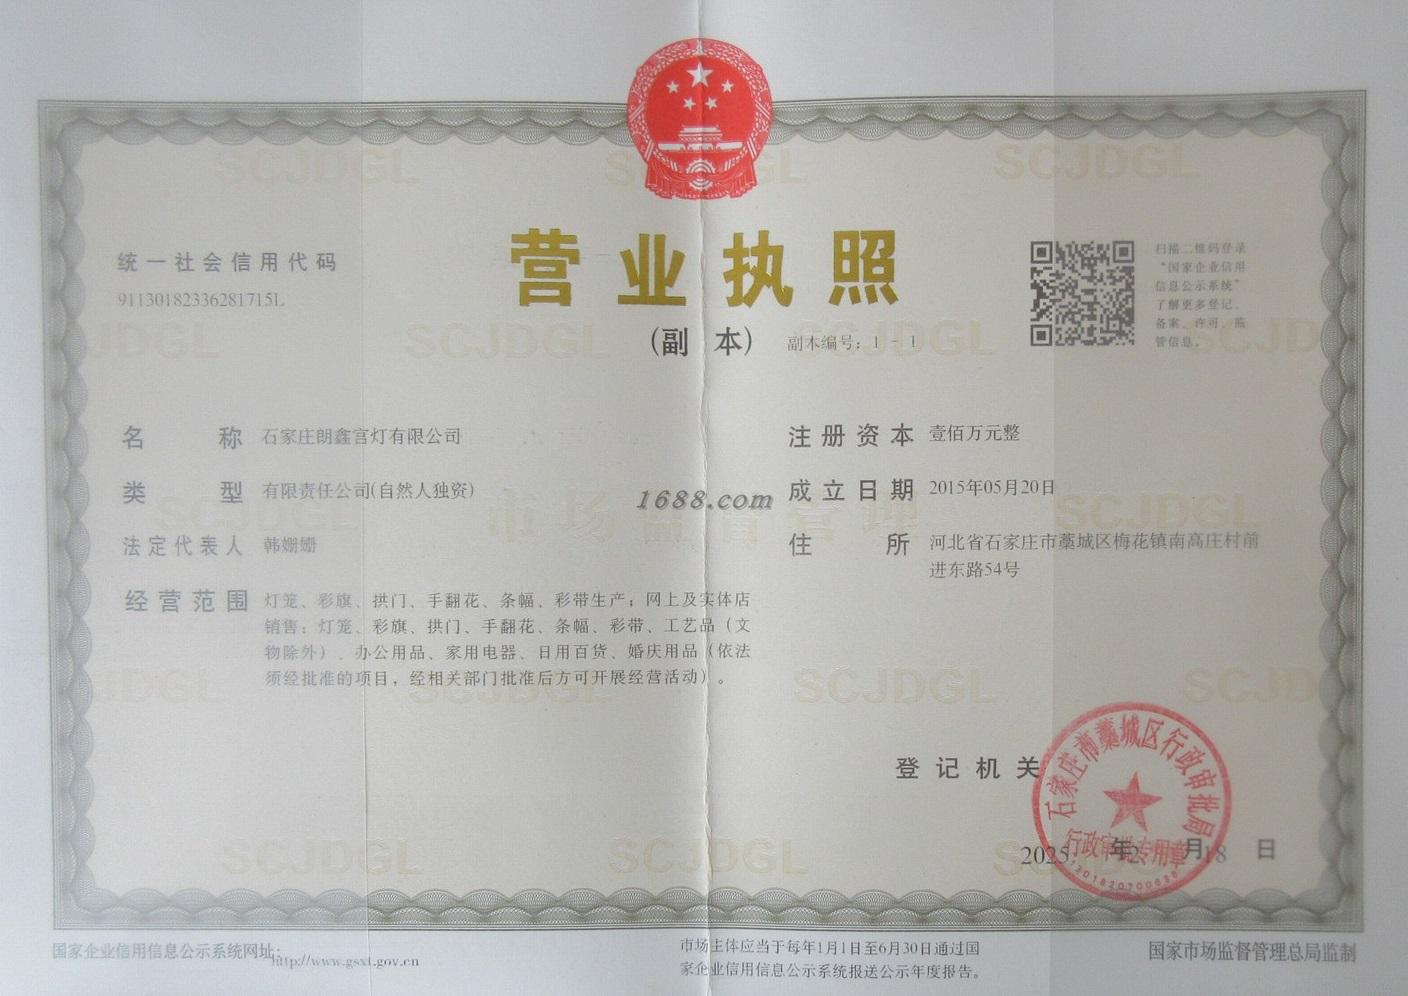 营业执照
(副 本)
副本编号：1 - 1
统一社会信用代码
91130182336281715L
扫描二维码登录
“国家企业信用
信息公示系统”
了解更多登记、
备案、许可、监
管信息。
名 称 石家庄朗鑫宫灯有限公司
类 型 有限责任公司(自然人独资)
法定代表人 韩姗姗
经营范围 灯笼、彩旗、拱门、手翻花、条幅、彩带生产；网上及实体店
销售：灯笼、彩旗、拱门、手翻花、条幅、彩带、工艺品（文
物除外）、办公用品、家用电器、日用百货、婚庆用品（依法
须经批准的项目，经相关部门批准后方可开展经营活动）。
注册资本 壹佰万元整
成立日期 2015年05月20日
住 所 河北省石家庄市藁城区梅花镇南高庄村前
进东路54号
1688.com
市场监督管理
SCJDGL
登记机关
石家庄市藁城区行政审批局
行政审批专用章
2025 年 月18 日
国家企业信用信息公示系统网址：
http://www.gsxt.gov.cn
市场主体应当于每年1月1日至6月30日通过国
家企业信用信息公示系统报送公示年度报告。
国家市场监督管理总局监制